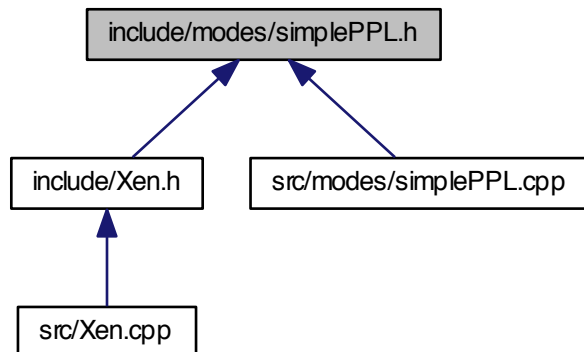 include/modes/simplePPL.h
include/Xen.h
src/modes/simplePPL.cpp
src/Xen.cpp